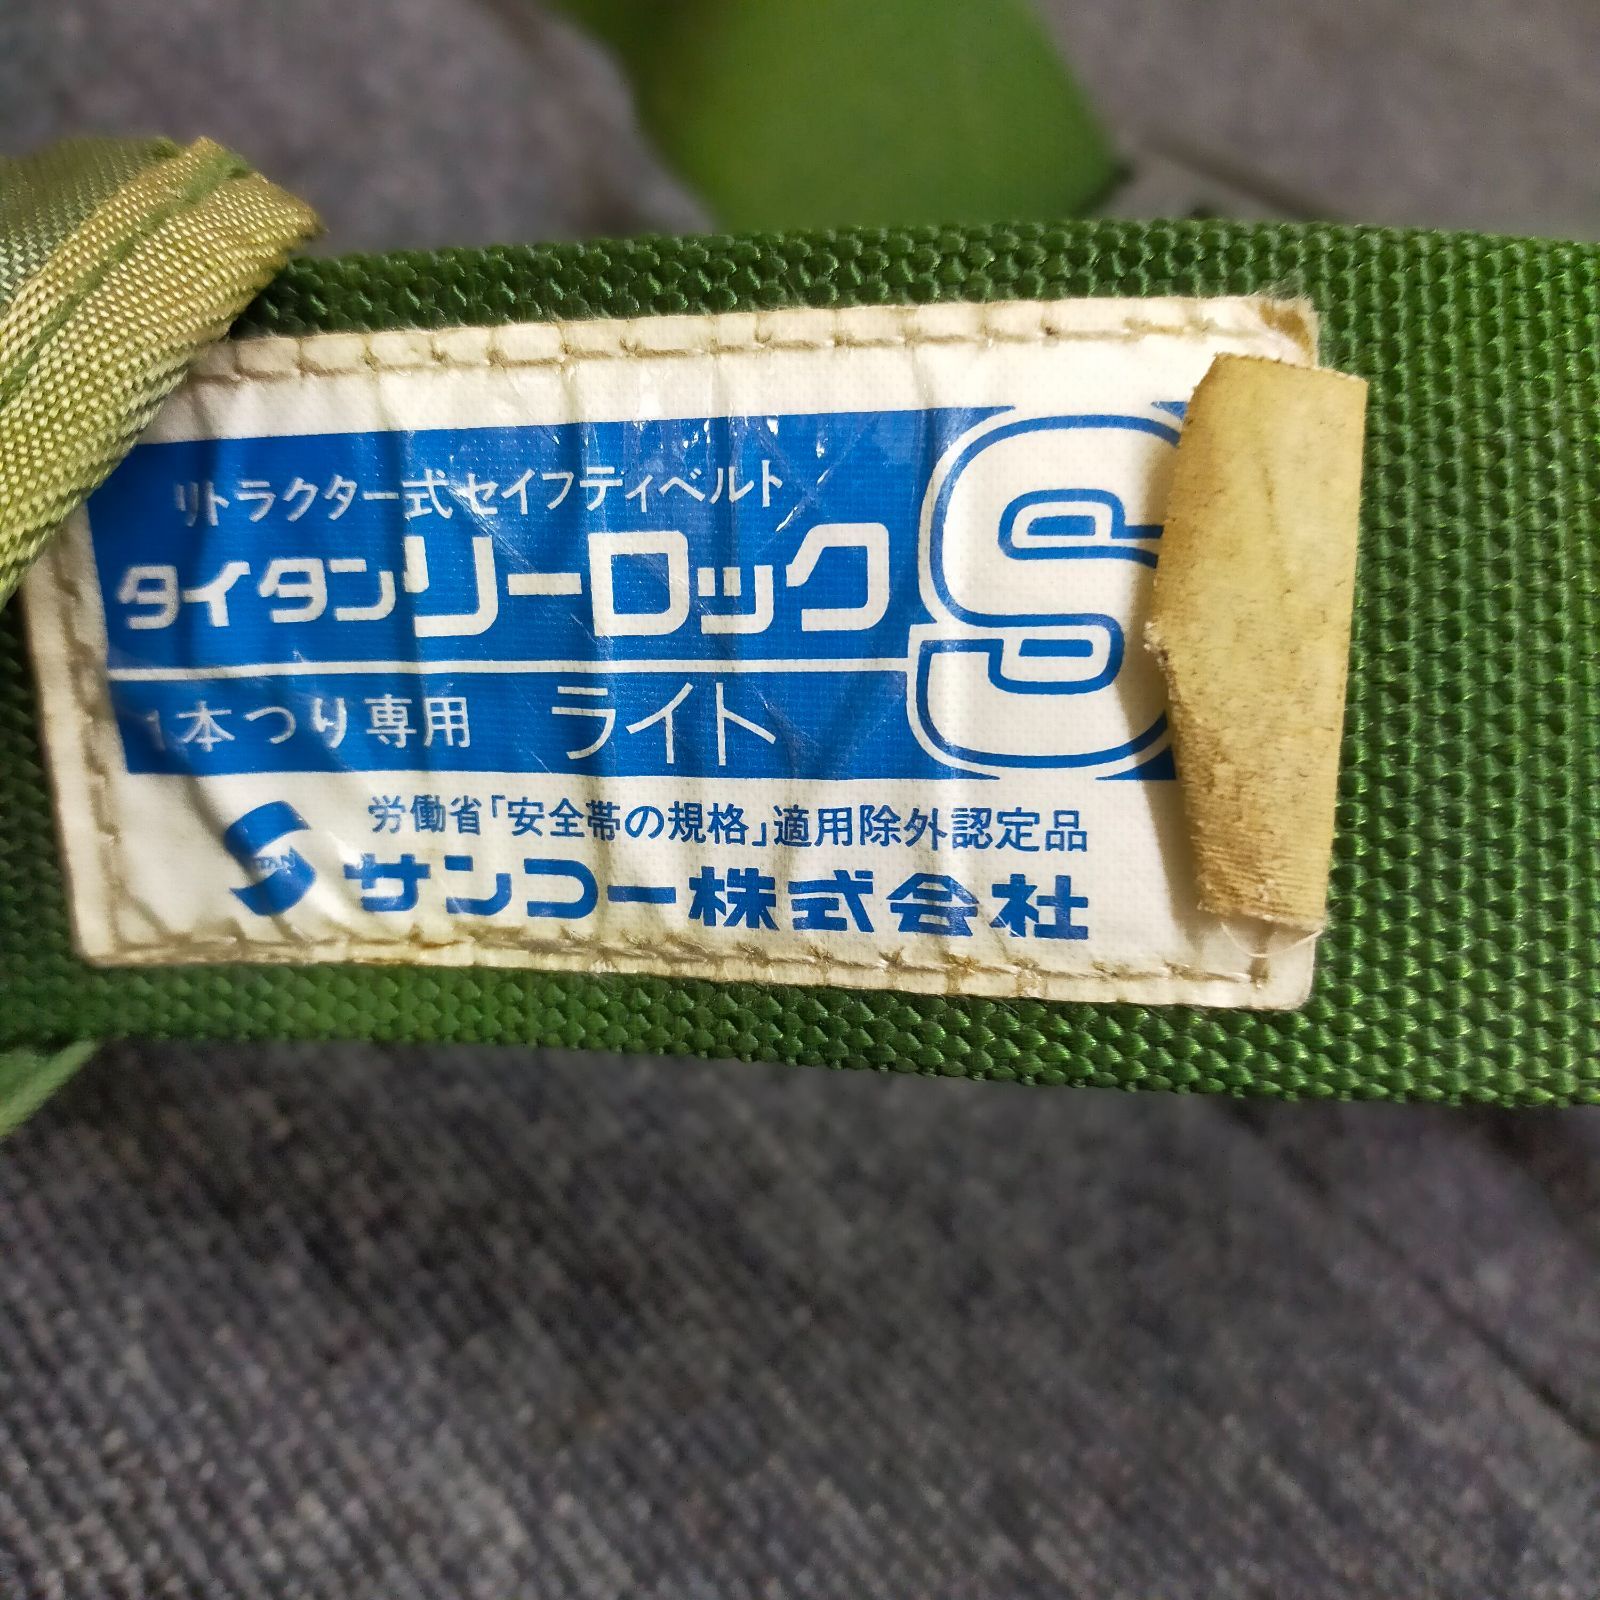 リトラクター式セイフティベルト
タイタンリーロックS
1本つり専用 ライト
労働省「安全帯の規格」適用除外認定品
サンコー株式会社